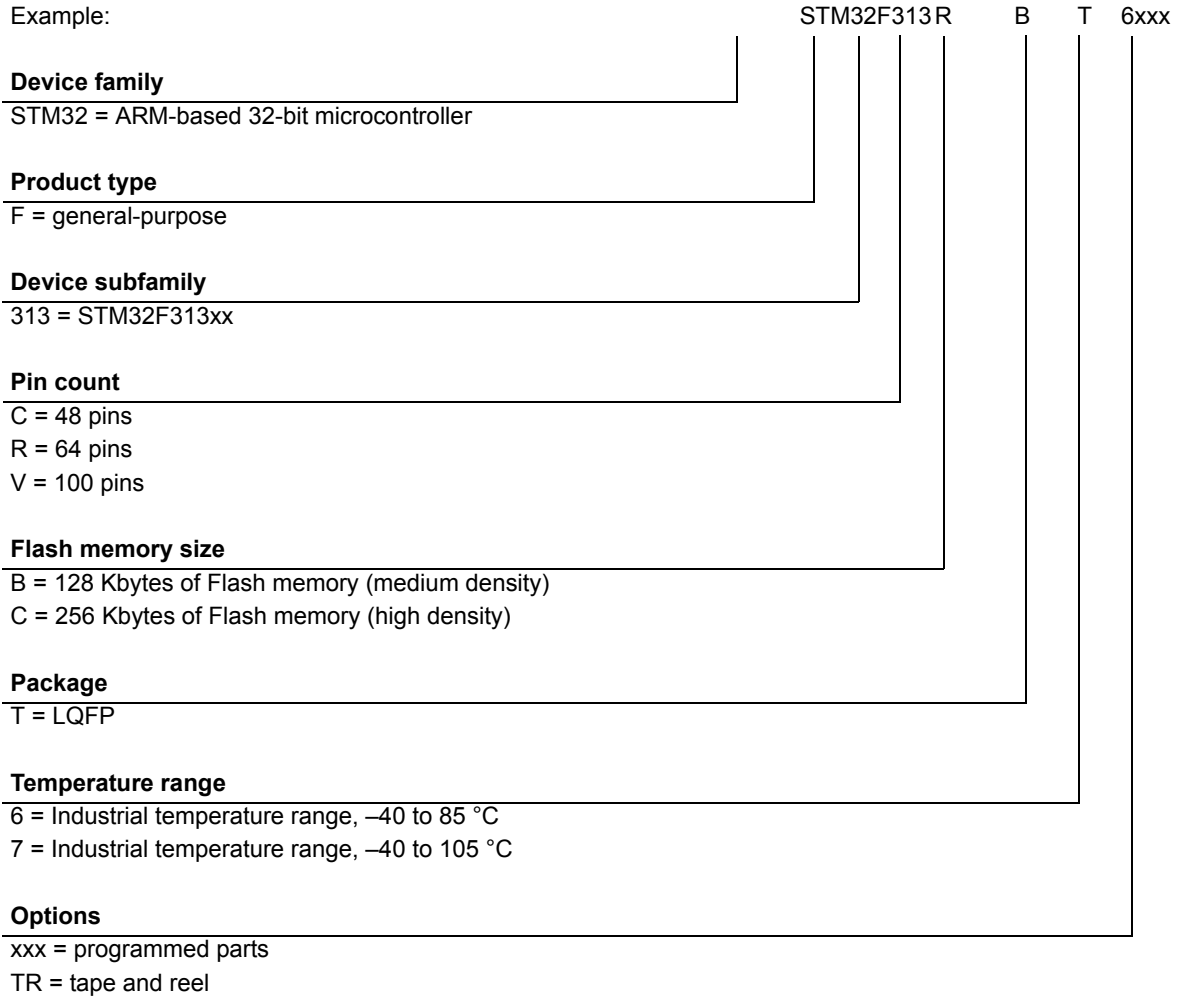 Example: STM32F313 R B T 6xxx
Device family
STM32 = ARM-based 32-bit microcontroller
Product type
F = general-purpose
Device subfamily
313 = STM32F313xx
Pin count
C = 48 pins
R = 64 pins
V = 100 pins
Flash memory size
B = 128 Kbytes of Flash memory (medium density)
C = 256 Kbytes of Flash memory (high density)
Package
T = LQFP
Temperature range
6 = Industrial temperature range, –40 to 85 °C
7 = Industrial temperature range, –40 to 105 °C
Options
xxx = programmed parts
TR = tape and reel